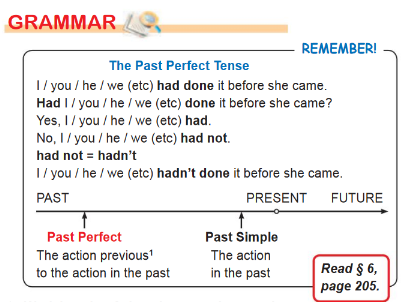 GRAMMAR
REMEMBER!
The Past Perfect Tense
I / you / he / we (etc) had done it before she came.
Had I / you / he / we (etc) done it before she came?
Yes, I / you / he / we (etc) had.
No, I / you / he / we (etc) had not.
had not = hadn’t
I / you / he / we (etc) hadn’t done it before she came.
PAST PRESENT FUTURE
Past Perfect Past Simple
The action previous¹ The action
to the action in the past in the past
Read § 6,
page 205.